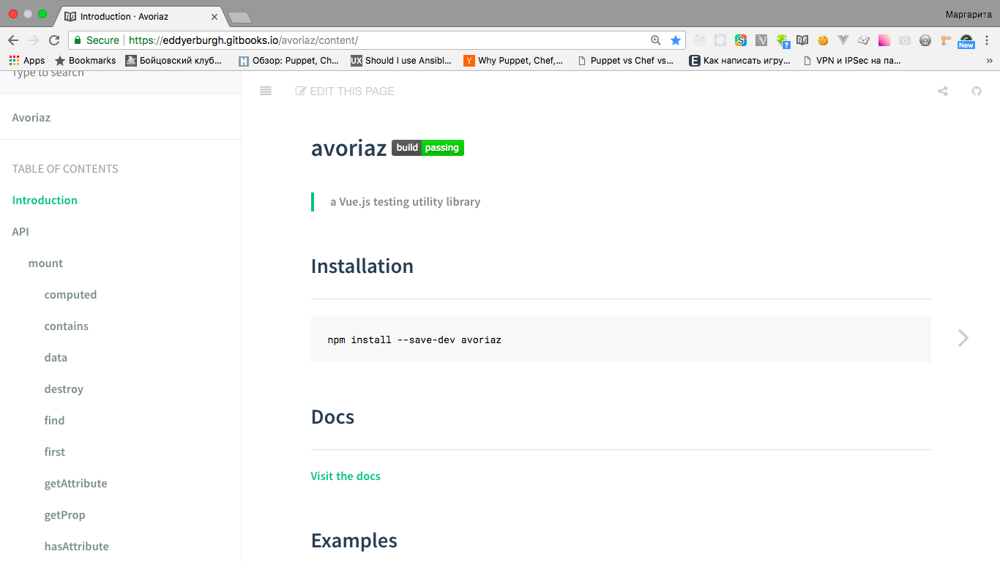 Introduction · Avoriaz
Маргарита
Secure https://eddyerburgh.gitbooks.io/avoriaz/content/
New
Apps Bookmarks Бойцовский клуб... Обзор: Puppet, Ch... Should I use Ansibl... Why Puppet, Chef,... Puppet vs Chef vs... Как написать игру... VPN и IPSec на па... »
Type to search
EDIT THIS PAGE
Avoriaz
TABLE OF CONTENTS
Introduction
API
mount
computed
contains
data
destroy
find
first
getAttribute
getProp
hasAttribute
avoriaz build passing
a Vue.js testing utility library
Installation
npm install --save-dev avoriaz
Docs
Visit the docs
Examples